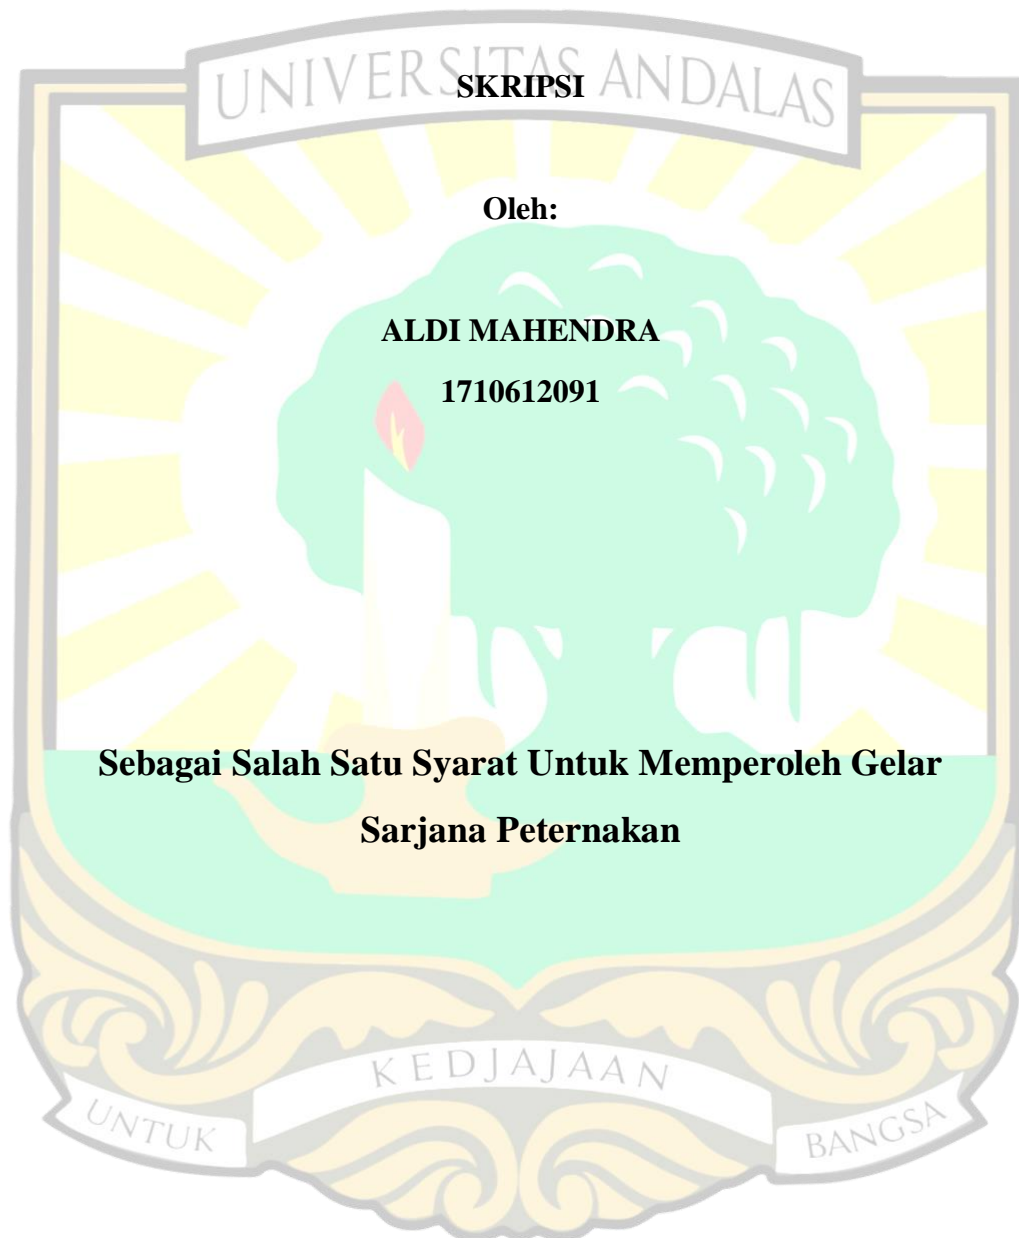 UNIVERSITAS ANDALAS
SKRIPSI
Oleh:
ALDI MAHENDRA
1710612091
Sebagai Salah Satu Syarat Untuk Memperoleh Gelar
Sarjana Peternakan
KEDJAJAAN
UNTUK
BANGSA